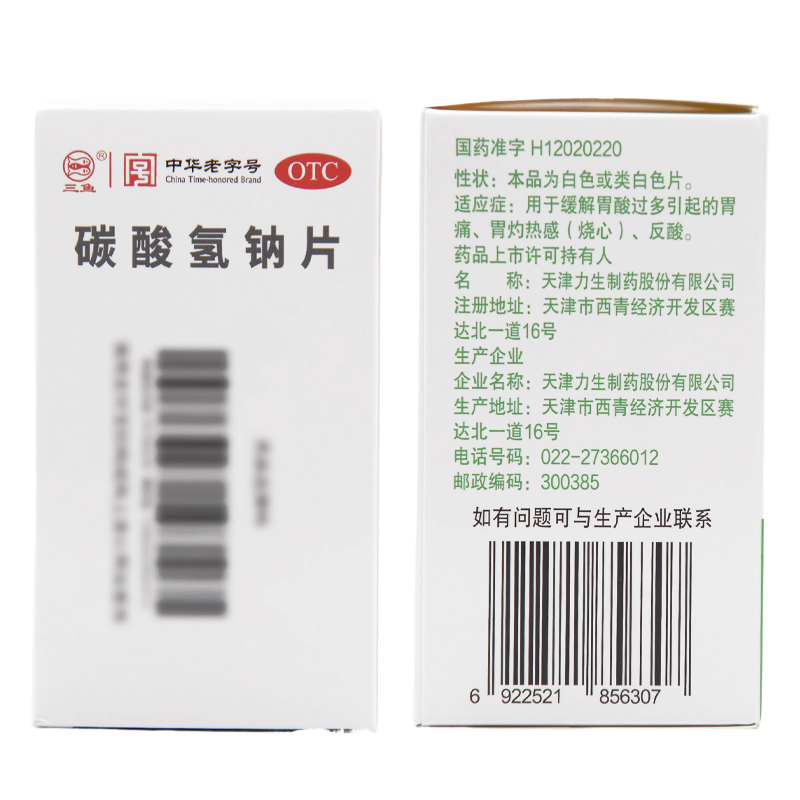 三鱼
®
中华老字号
China Time-honored Brand
OTC
碳酸氢钠片
国药准字 H12020220
性状：本品为白色或类白色片。
适应症：用于缓解胃酸过多引起的胃
痛、胃灼热感（烧心）、反酸。
药品上市许可持有人
名　　称：天津力生制药股份有限公司
注册地址：天津市西青经济开发区赛
达北一道16号
生产企业
企业名称：天津力生制药股份有限公司
生产地址：天津市西青经济开发区赛
达北一道16号
电话号码：022-27366012
邮政编码：300385
如有问题可与生产企业联系
6 922521 856307